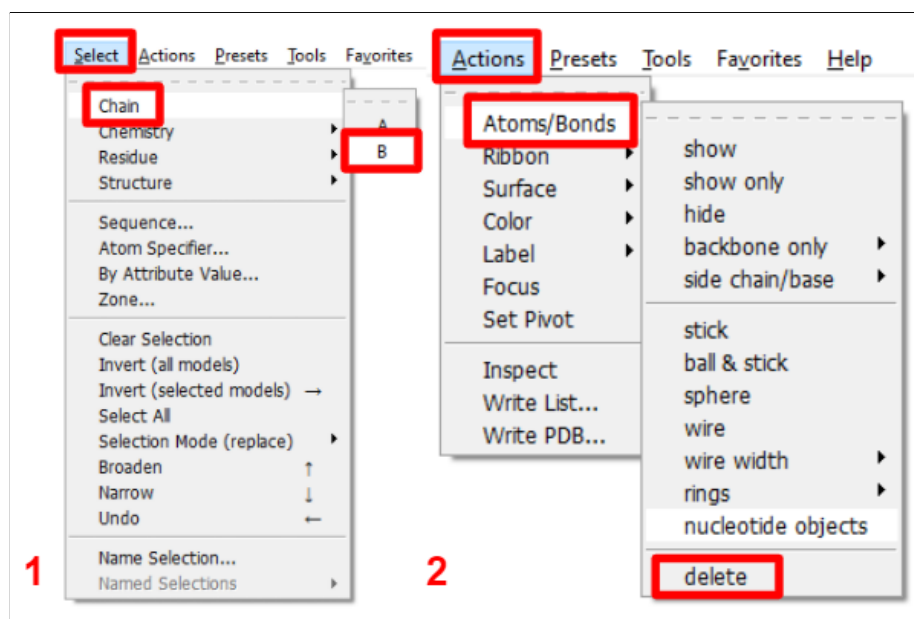 Select Actions Presets Tools Favorites
Chain
A
Chemistry
B
Residue
Structure
Sequence...
Atom Specifier...
By Attribute Value...
Zone...
Clear Selection
Invert (all models)
Invert (selected models) →
Select All
Selection Mode (replace)
Broaden ↑
Narrow ↓
Undo ←
Name Selection...
Named Selections
1
Actions Presets Tools Favorites Help
Atoms/Bonds
Ribbon
Surface
Color
Label
Focus
Set Pivot
Inspect
Write List...
Write PDB...
show
show only
hide
backbone only
side chain/base
stick
ball & stick
sphere
wire
wire width
rings
nucleotide objects
delete
2